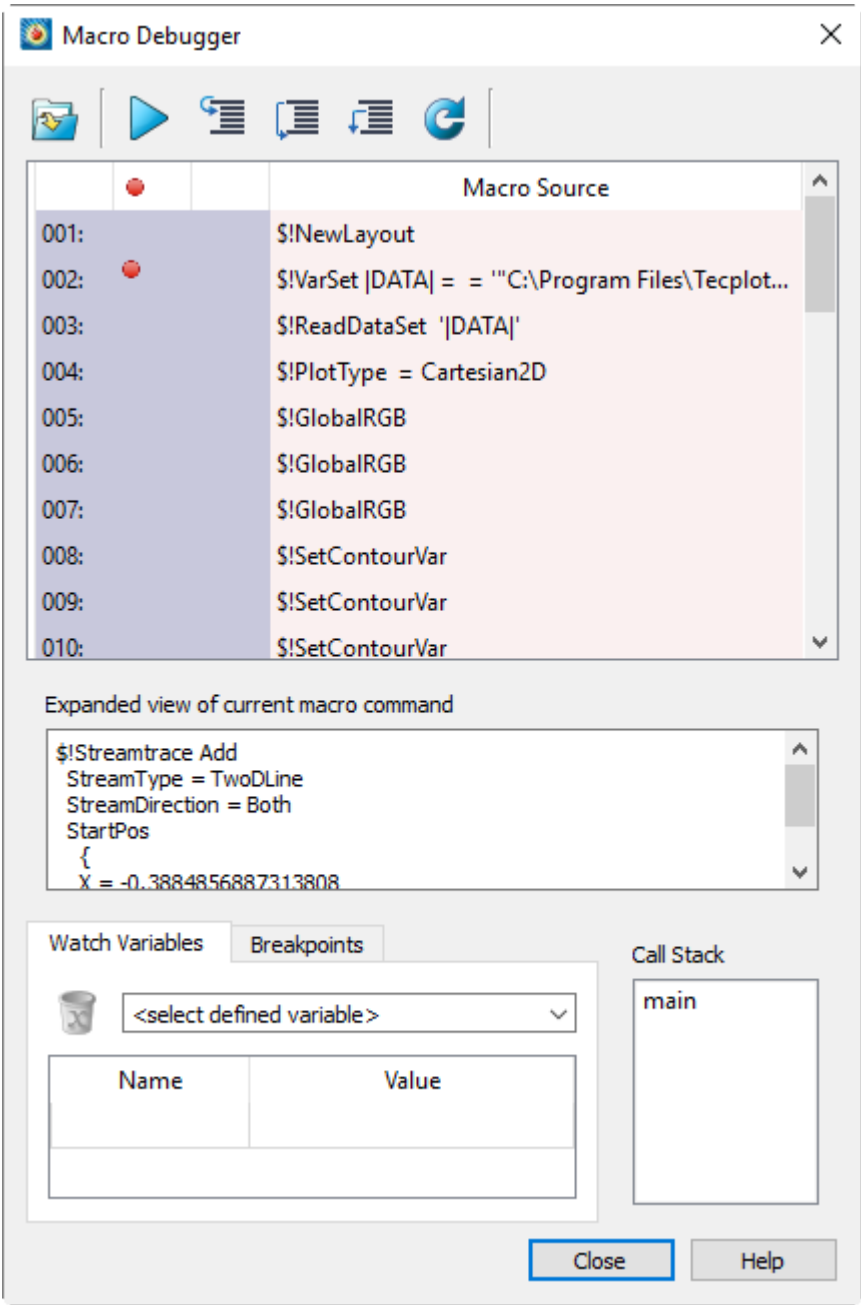 Macro Debugger
Macro Source
001: $!NewLayout
002: $!VarSet |DATA| =  = '"C:\Program Files\Tecplot...
003: $!ReadDataSet  '|DATA|'
004: $!PlotType  = Cartesian2D
005: $!GlobalRGB
006: $!GlobalRGB
007: $!GlobalRGB
008: $!SetContourVar
009: $!SetContourVar
010: $!SetContourVar
Expanded view of current macro command
$!Streamtrace Add
StreamType = TwoDLine
StreamDirection = Both
StartPos
{
X = -0.3884856887313808
Watch Variables Breakpoints
<select defined variable>
Name Value
Call Stack
main
Close Help